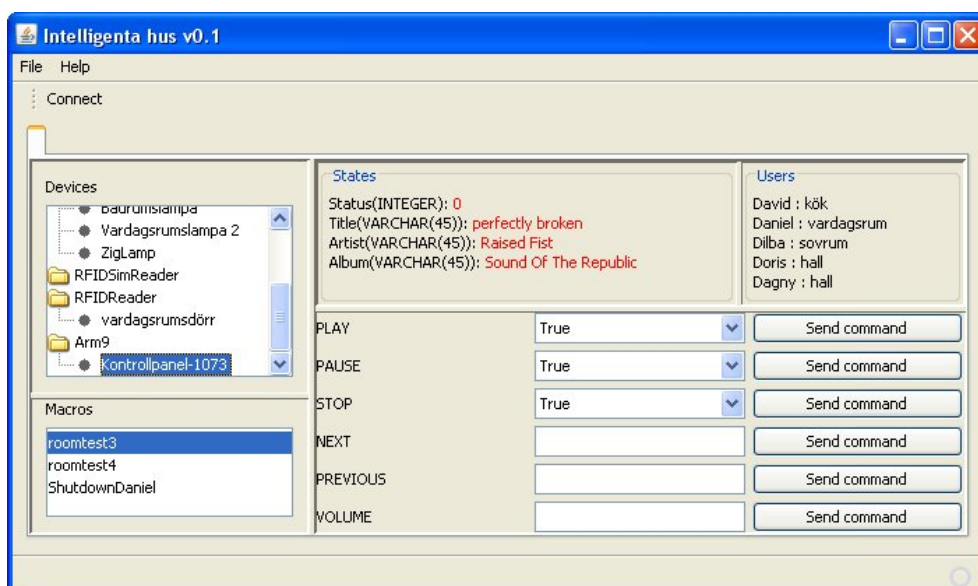 Intelligenta hus v0.1
File Help
Connect
Devices
Vardagsrumslampa 2
ZigLamp
RFIDSimReader
RFIDReader
vardagsrumsdörr
Arm9
Kontrollpanel-1073
Macros
roomtest3
roomtest4
ShutdownDaniel
States
Status(INTEGER): 0
Title(VARCHAR(45)): perfectly broken
Artist(VARCHAR(45)): Raised Fist
Album(VARCHAR(45)): Sound Of The Republic
Users
David : kök
Daniel : vardagsrum
Dilba : sovrum
Doris : hall
Dagny : hall
PLAY True Send command
PAUSE True Send command
STOP True Send command
NEXT Send command
PREVIOUS Send command
VOLUME Send command